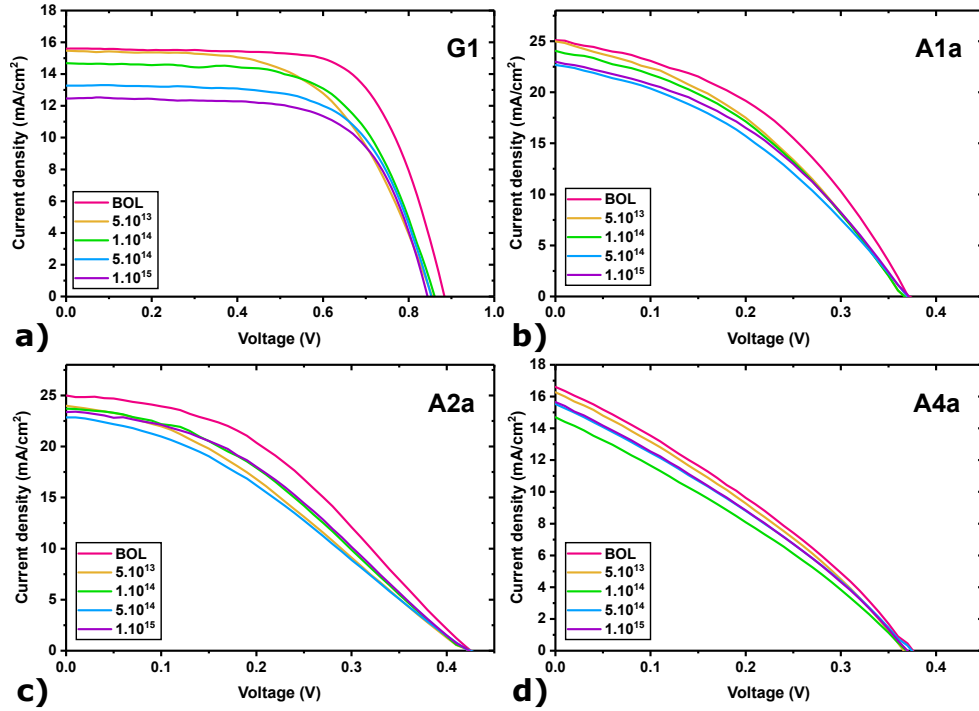 G1
Current density (mA/cm²)
18
16
14
12
10
8
6
4
2
0
BOL
5.10¹³
1.10¹⁴
5.10¹⁴
1.10¹⁵
0.0 0.2 0.4 0.6 0.8 1.0
Voltage (V)
a)
A1a
Current density (mA/cm²)
25
20
15
10
5
0
BOL
5.10¹³
1.10¹⁴
5.10¹⁴
1.10¹⁵
0.0 0.1 0.2 0.3 0.4
Voltage (V)
b)
A2a
Current density (mA/cm²)
25
20
15
10
5
0
BOL
5.10¹³
1.10¹⁴
5.10¹⁴
1.10¹⁵
0.0 0.1 0.2 0.3 0.4
Voltage (V)
c)
A4a
Current density (mA/cm²)
18
16
14
12
10
8
6
4
2
0
BOL
5.10¹³
1.10¹⁴
5.10¹⁴
1.10¹⁵
0.0 0.1 0.2 0.3 0.4
Voltage (V)
d)